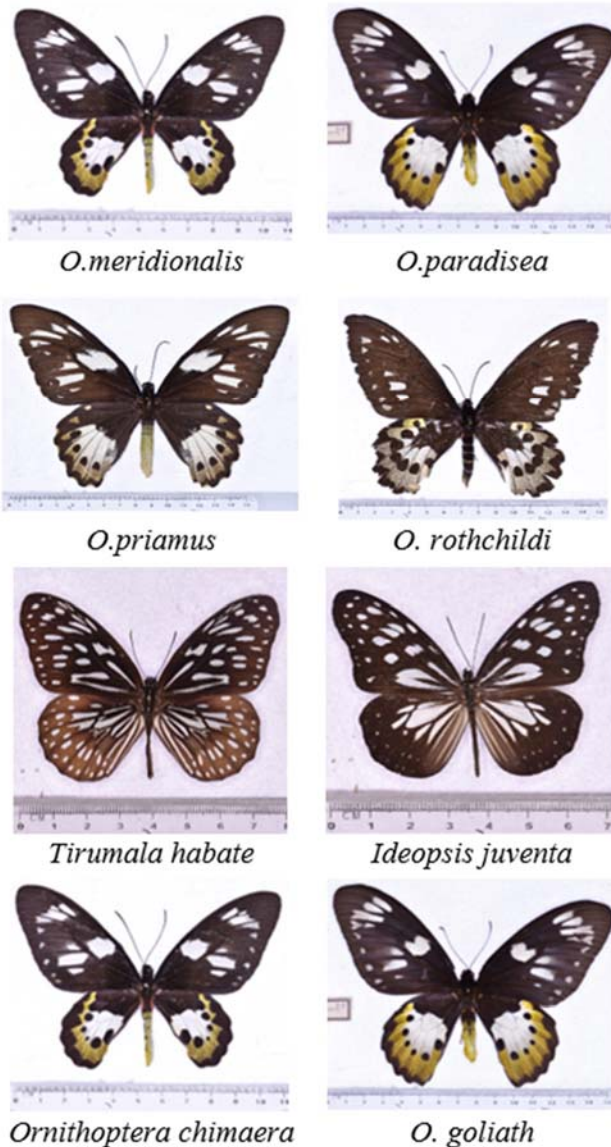 O.meridionalis
O.paradisea
O.priamus
O. rothchildi
Tirumala habate
Ideopsis juventa
Ornithoptera chimaera
O. goliath